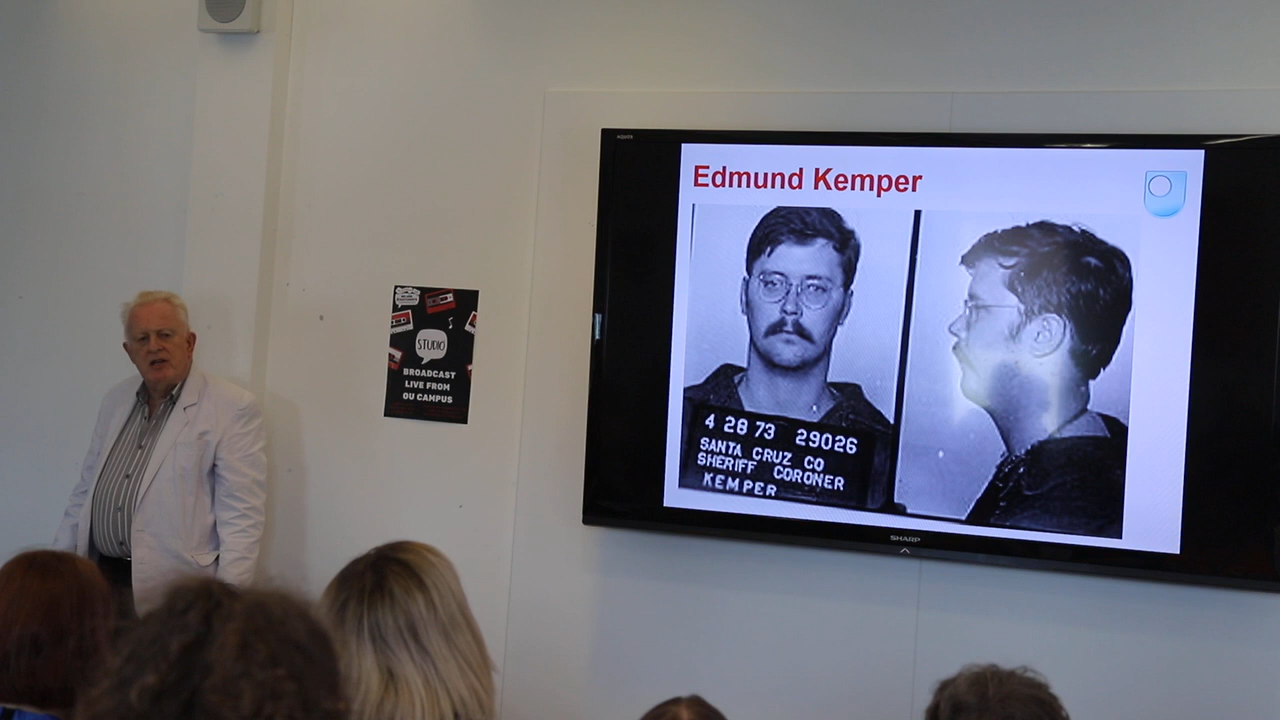 STUDIO
BROADCAST
LIVE FROM
OU CAMPUS
Edmund Kemper
4 28 73 29026
SANTA CRUZ CO
SHERIFF CORONER
KEMPER
SHARP